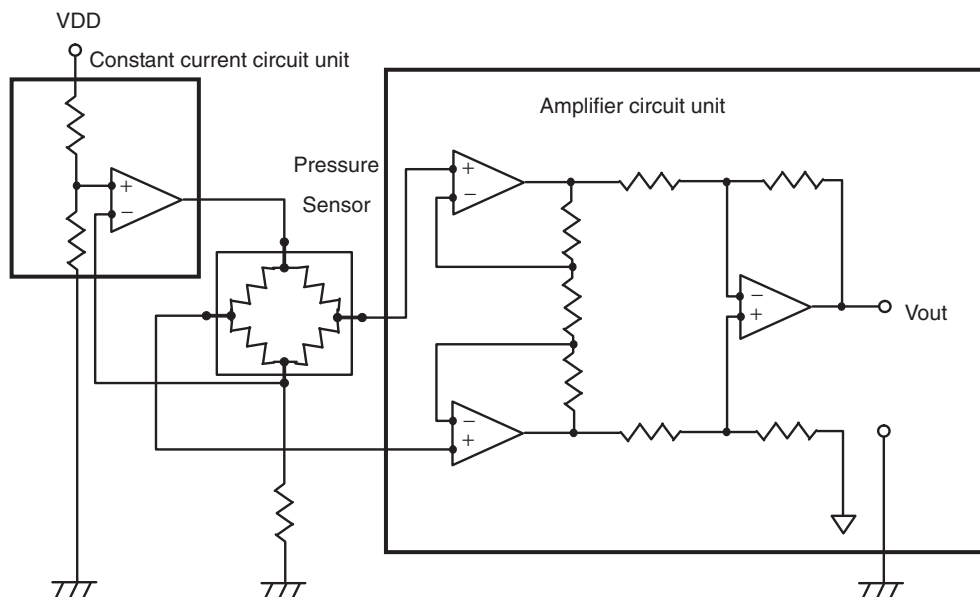 VDD
Constant current circuit unit
Amplifier circuit unit
Pressure
Sensor
+
−
+
−
−
+
Vout
−
+